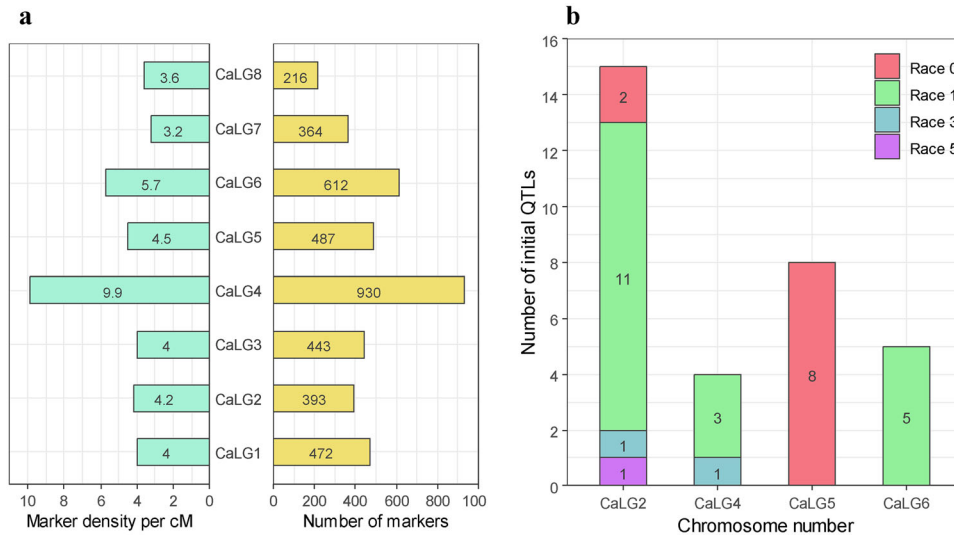 a
CaLG8
3.6
216
CaLG7
3.2
364
CaLG6
5.7
612
CaLG5
4.5
487
CaLG4
9.9
930
CaLG3
4
443
CaLG2
4.2
393
CaLG1
4
472
10 8 6 4 2 0
0 200 400 600 800 100
Marker density per cM
Number of markers
b
16
14
12
10
8
6
4
2
0
Number of initial QTLs
2
11
1
1
3
1
8
5
Race 0
Race 1
Race 3
Race 5
CaLG2 CaLG4 CaLG5 CaLG6
Chromosome number